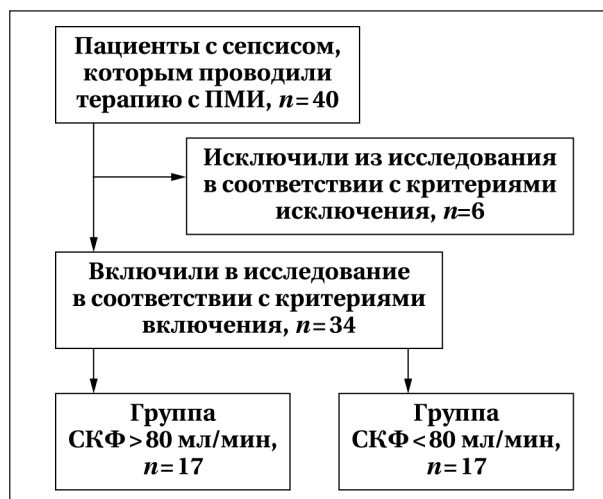 Пациенты с сепсисом,
которым проводили
терапию с ПМИ, n=40
Исключили из исследования
в соответствии с критериями
исключения, n=6
Включили в исследование
в соответствии с критериями
включения, n=34
Группа
СКФ>80 мл/мин,
n=17
Группа
СКФ<80 мл/мин,
n=17